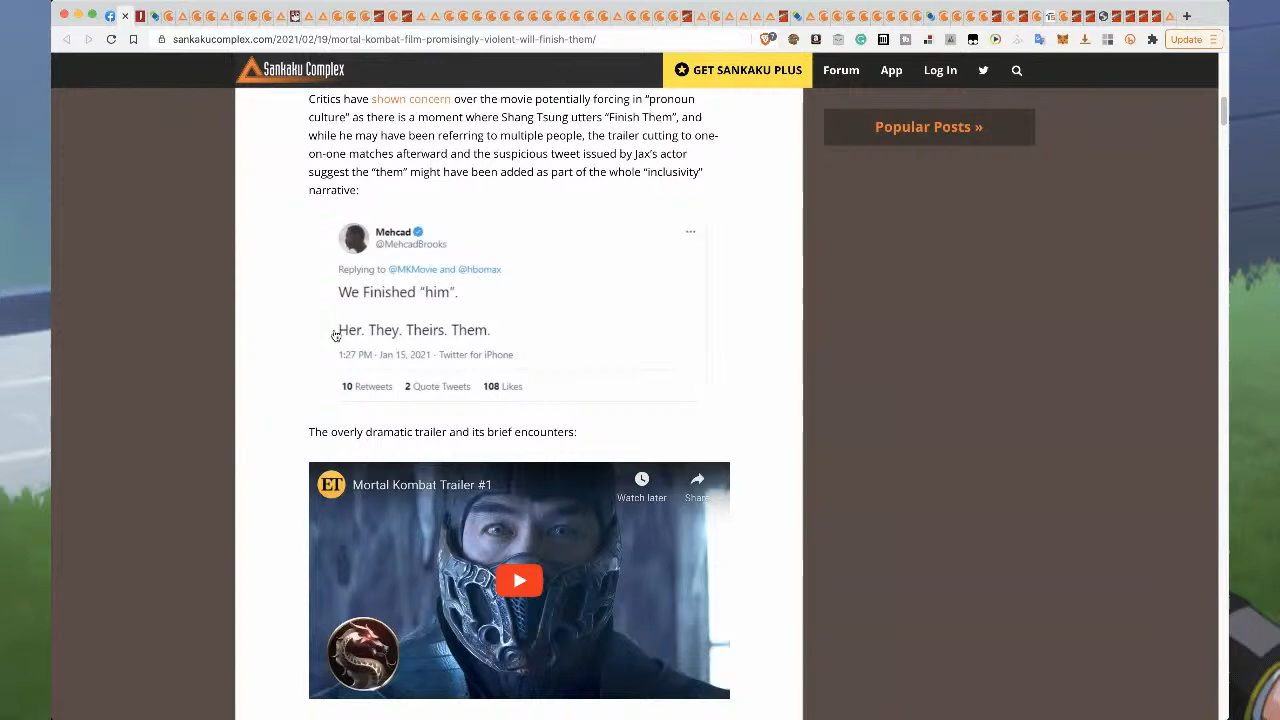 Update
sankakucomplex.com/2021/02/19/mortal-kombat-film-promisingly-violent-will-finish-them/
Sankaku Complex
GET SANKAKU PLUS
Forum
App
Log In
Critics have shown concern over the movie potentially forcing in "pronoun
culture" as there is a moment where Shang Tsung utters "Finish Them", and
while he may have been referring to multiple people, the trailer cutting to one-
on-one matches afterward and the suspicious tweet issued by Jax's actor
suggest the "them" might have been added as part of the whole "inclusivity"
narrative:
Popular Posts »
Mehcad
@MehcadBrooks
Replying to @MKMovie and @hbomax
We Finished "him".
Her. They. Theirs. Them.
1:27 PM · Jan 15, 2021 · Twitter for iPhone
10 Retweets 2 Quote Tweets 108 Likes
The overly dramatic trailer and its brief encounters:
ET
Mortal Kombat Trailer #1
Watch later
Share